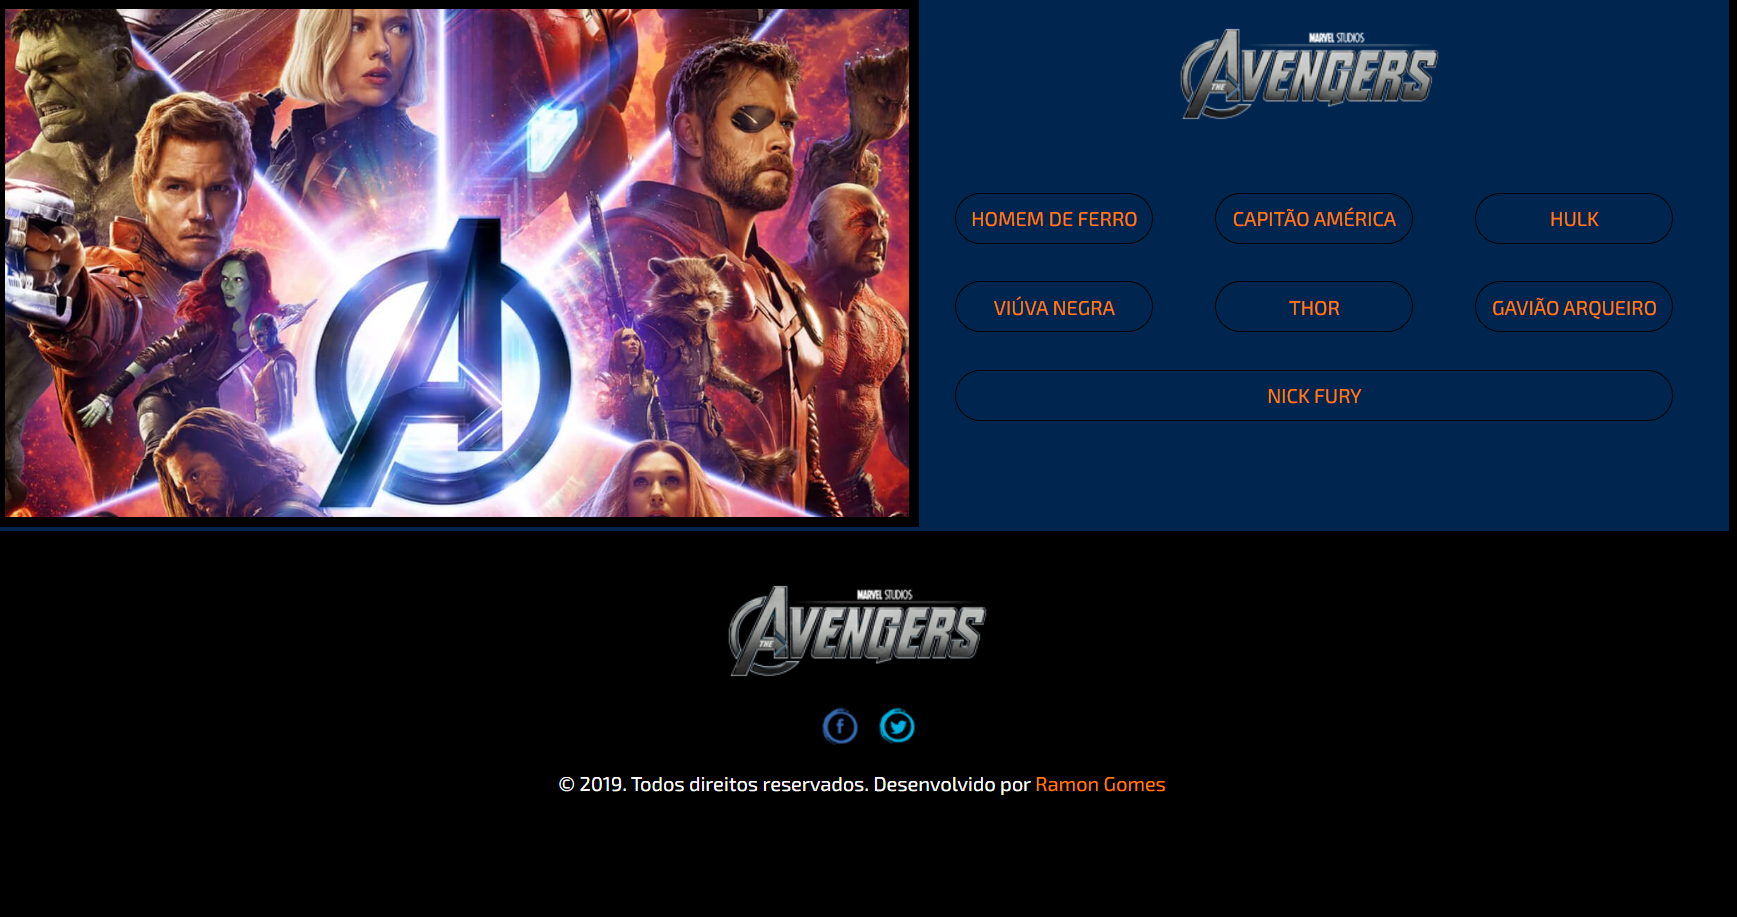 MARVEL STUDIOS
THE AVENGERS
HOMEM DE FERRO
CAPITÃO AMÉRICA
HULK
VIÚVA NEGRA
THOR
GAVIÃO ARQUEIRO
NICK FURY
MARVEL STUDIOS
THE AVENGERS
© 2019. Todos direitos reservados. Desenvolvido por Ramon Gomes